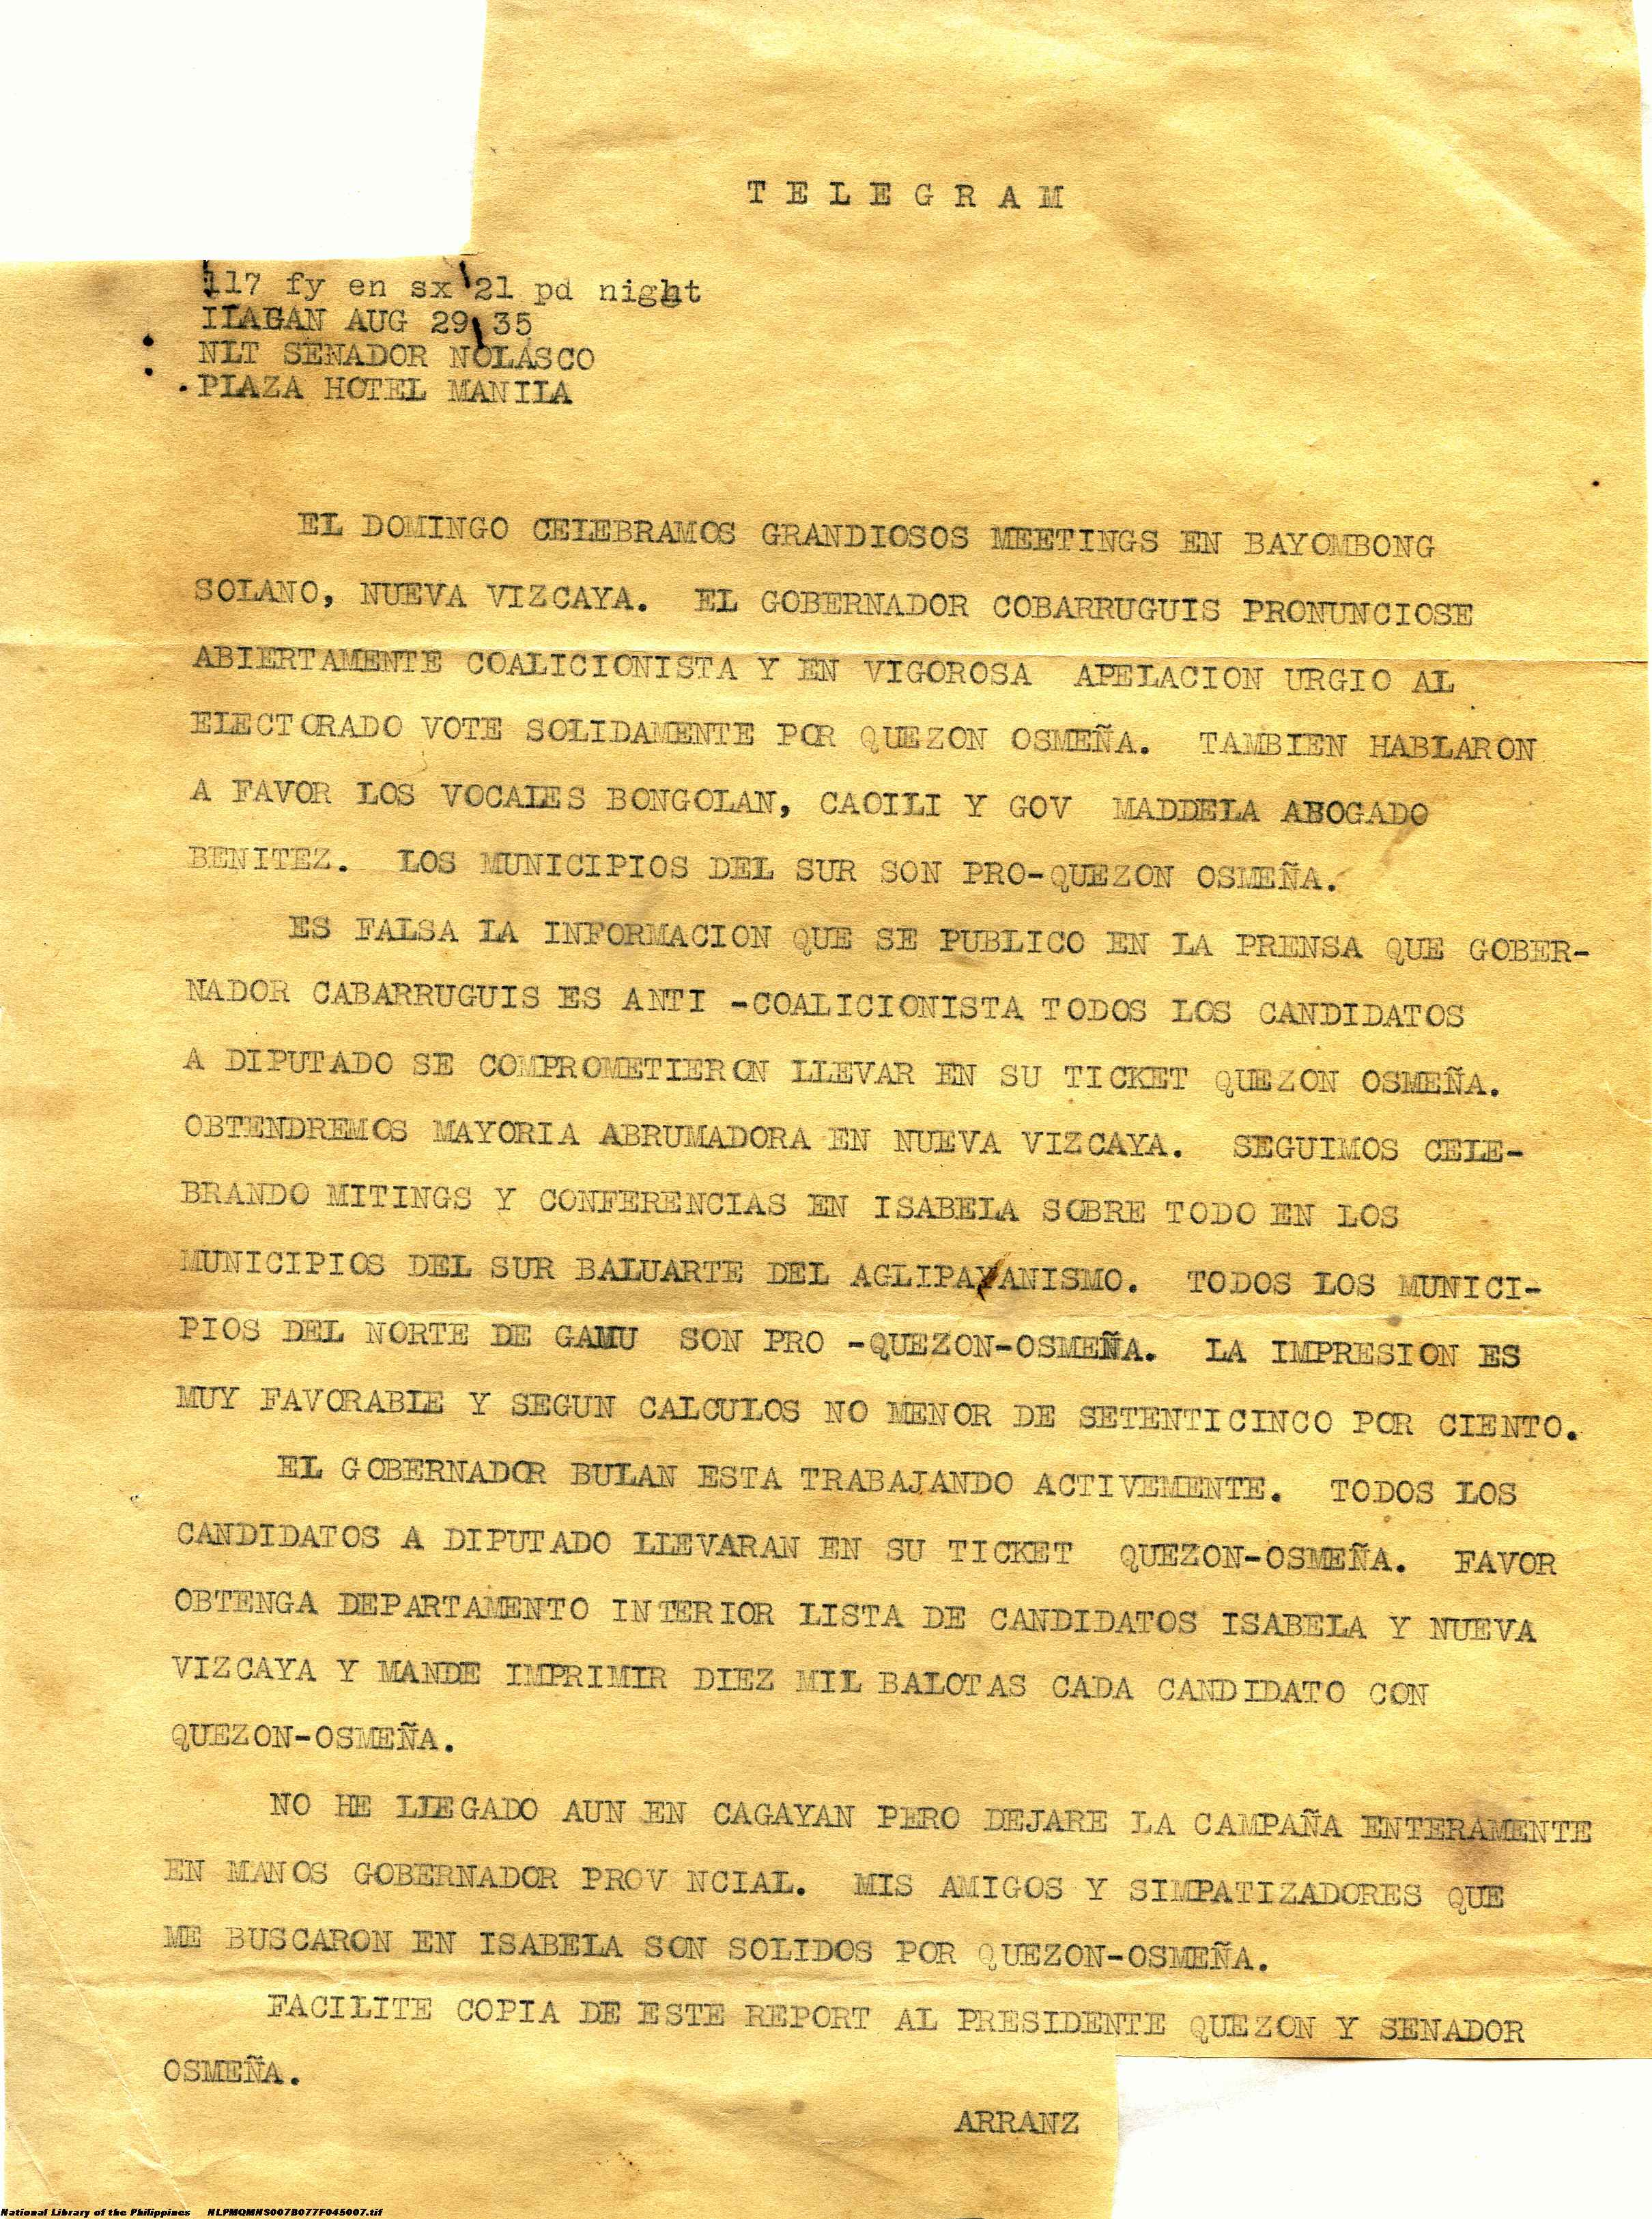 TELEGRAM
117 fy en sx 21 pd night
ILAGAN AUG 29 35
NLT SENADOR NOLASCO
PLAZA HOTEL MANILA
EL DOMINGO CELEBRAMOS GRANDIOSOS MEETINGS EN BAYOMBONG
SOLANO, NUEVA VIZCAYA. EL GOBERNADOR COBARRUGUIS PRONUNCIOSE
ABIERTAMENTE COALICIONISTA Y EN VIGOROSA APELACION URGIO AL
ELECTORADO VOTE SOLIDAMENTE POR QUEZON OSMEÑA. TAMBIEN HABLARON
A FAVOR LOS VOCALES BONGOLAN, CAOILI Y GOV MADDELA ABOGADO
BENITEZ. LOS MUNICIPIOS DEL SUR SON PRO-QUEZON OSMEÑA.
ES FALSA LA INFORMACION QUE SE PUBLICO EN LA PRENSA QUE GOBER-
NADOR CABARRUGUIS ES ANTI -COALICIONISTA TODOS LOS CANDIDATOS
A DIPUTADO SE COMPROMETIERON LLEVAR EN SU TICKET QUEZON OSMEÑA.
OBTENDREMOS MAYORIA ABRUMADORA EN NUEVA VIZCAYA. SEGUIMOS CELE-
BRANDO MITINGS Y CONFERENCIAS EN ISABELA SOBRE TODO EN LOS
MUNICIPIOS DEL SUR BALUARTE DEL AGLIPAYANISMO. TODOS LOS MUNICI-
PIOS DEL NORTE DE GAMU SON PRO -QUEZON-OSMEÑA. LA IMPRESION ES
MUY FAVORABLE Y SEGUN CALCULOS NO MENOR DE SETENTICINCO POR CIENTO.
EL GOBERNADOR BULAN ESTA TRABAJANDO ACTIVEMENTE. TODOS LOS
CANDIDATOS A DIPUTADO LLEVARAN EN SU TICKET QUEZON-OSMEÑA. FAVOR
OBTENGA DEPARTAMENTO INTERIOR LISTA DE CANDIDATOS ISABELA Y NUEVA
VIZCAYA Y MANDE IMPRIMIR DIEZ MIL BALOTAS CADA CANDIDATO CON
QUEZON-OSMEÑA.
NO HE LLEGADO AUN EN CAGAYAN PERO DEJARE LA CAMPAÑA ENTERAMENTE
EN MANOS GOBERNADOR PROV NCIAL. MIS AMIGOS Y SIMPATIZADORES QUE
ME BUSCARON EN ISABELA SON SOLIDOS POR QUEZON-OSMEÑA.
FACILITE COPIA DE ESTE REPORT AL PRESIDENTE QUEZON Y SENADOR
OSMEÑA.
ARRANZ
National Library of the Philippines NLPMQMNS007B077F045007.tif